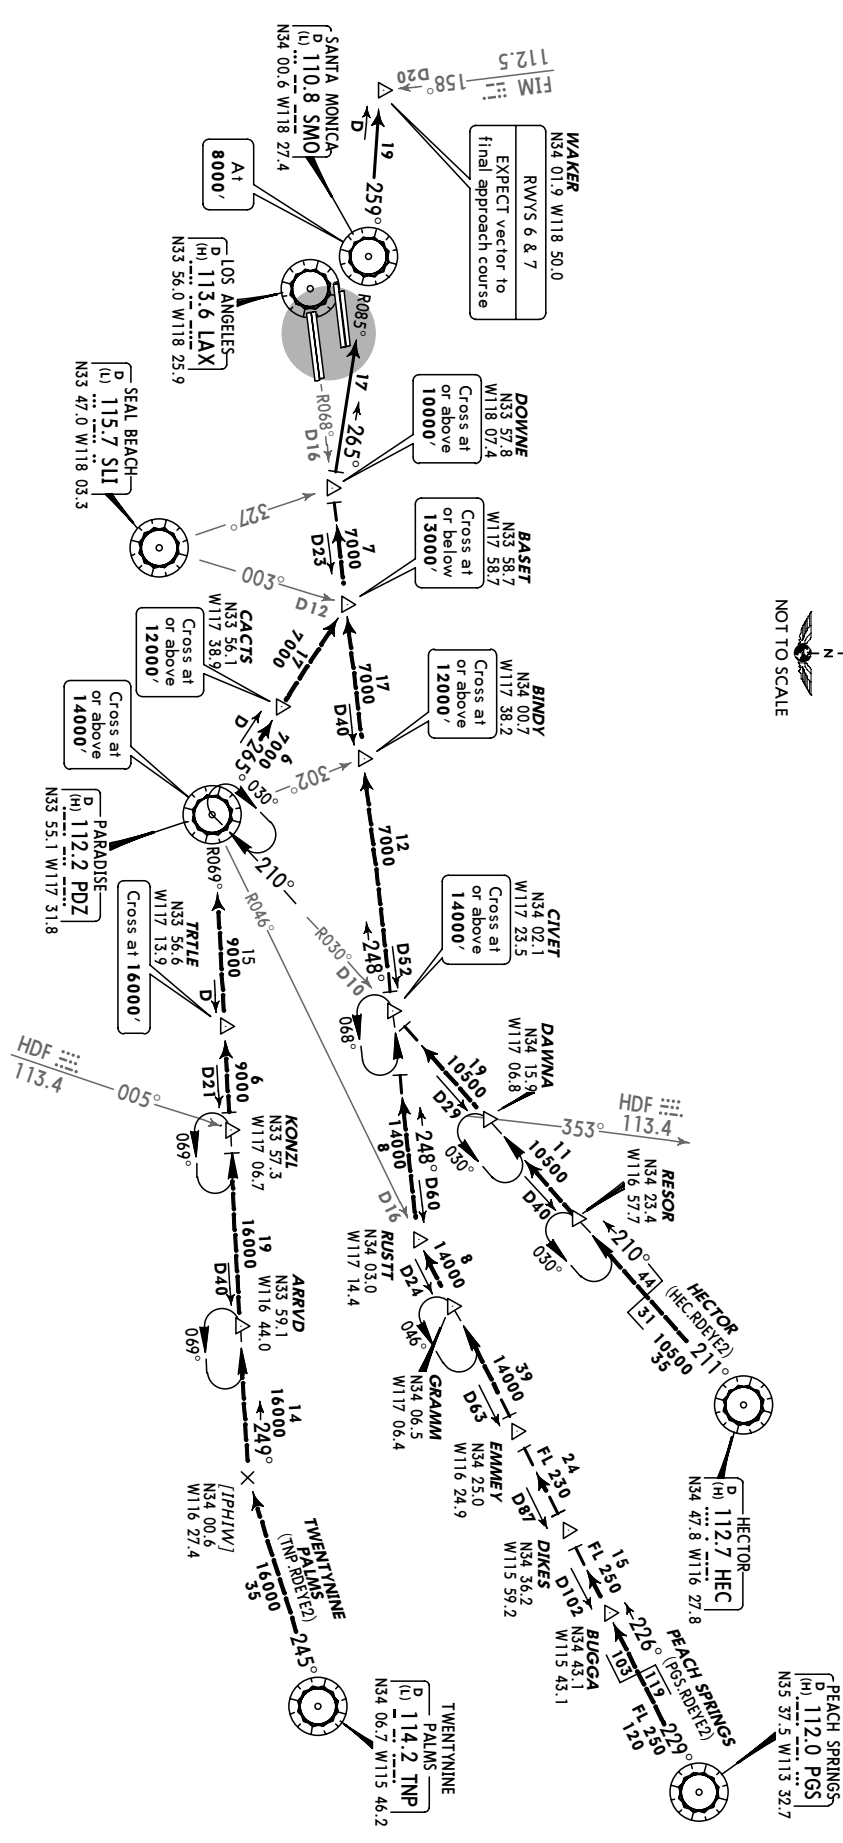 NOT TO SCALE
N
PEACH SPRINGS
D
(H) 112.0 PGS
N35 37.5 W113 32.7
HECTOR
D
(H) 112.7 HEC
N34 47.8 W116 27.8
TWENTYNINE
PALMS
D
(L) 114.2 TNP
N34 06.7 W115 46.2
WAKER
N34 01.9 W118 50.0
RWYS 6 & 7
EXPECT vector to
final approach course
FIM
112.5
158°
D20
SANTA MONICA
D
(L) 110.8 SMO
N34 00.6 W118 27.4
At
8000'
19
D
259°
LOS ANGELES
D
(H) 113.6 LAX
N33 56.0 W118 25.9
R085°
17
265°
R068°
D16
SEAL BEACH
D
(L) 115.7 SLI
N33 47.0 W118 03.3
327°
003°
D12
DOWNE
N33 57.8
W118 07.4
Cross at
or above
10000'
7
7000
D23
BASET
N33 58.7
W117 58.7
Cross at
or below
13000'
17
7000
D40
BINDY
N34 00.7
W117 38.2
Cross at
or above
12000'
CACTS
N33 56.1
W117 38.9
Cross at
or above
12000'
17
7000
6
7000
265°
D
Cross at
or above
14000'
PARADISE
D
(H) 112.2 PDZ
N33 55.1 W117 31.8
030°
302°
210°
R030°
D10
R046°
D16
R069°
12
7000
D52
248°
CIVET
N34 02.1
W117 23.5
Cross at
or above
14000'
068°
TRTLE
N33 56.6
W117 13.9
Cross at 16000'
15
9000
D
6
9000
D21
HDF
113.4
005°
KONZL
N33 57.3
W117 06.7
069°
19
16000
D40
ARRVD
N33 59.1
W116 44.0
069°
14
16000
249°
[IPHIW]
N34 00.6
W116 27.4
TWENTYNINE
PALMS
(TNP.RDEYE2)
16000
35
245°
DAWNA
N34 15.9
W117 06.8
19
10500
D29
HDF
113.4
353°
030°
11
10500
D40
RESOR
N34 23.4
W116 57.7
030°
210°
44
31
HECTOR
(HEC.RDEYE2)
211°
10500
35
248°
D60
14000
8
RUSTT
N34 03.0
W117 14.4
8
14000
D24
GRAMM
N34 06.5
W117 06.4
046°
39
14000
D63
EMMEY
N34 25.0
W116 24.9
24
FL 230
D87
DIKES
N34 36.2
W115 59.2
15
FL 250
D102
BUGGA
N34 43.1
W115 43.1
226°
103
119
PEACH SPRINGS
(PGS.RDEYE2)
229°
FL 250
120